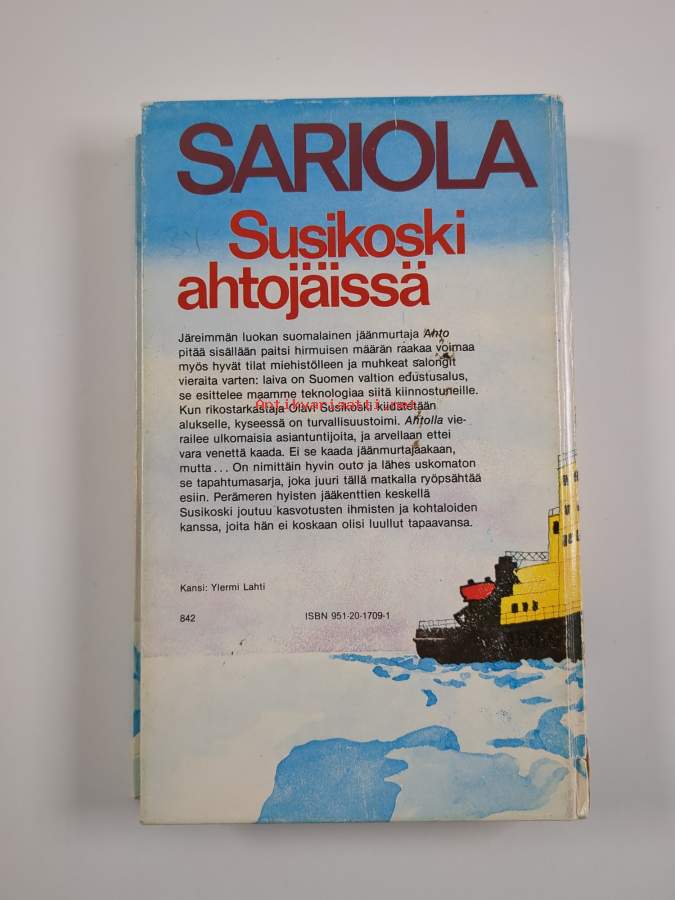 SARIOLA
Susikoski
ahtojäissä
Järeimmän luokan suomalainen jäänmurtaja Ahto
pitää sisällään paitsi hirmuisen määrän raakaa voimaa
myös hyvät tilat miehistölleen ja muhkeat salongit
vieraita varten: laiva on Suomen valtion edustusalus,
se esittelee maamme teknologiaa siitä kiinnostuneille.
Kun rikostarkastaja Olavi Susikoski kiidätetään
alukselle, kyseessä on turvallisuustoimi. Ahtolla vie-
railee ulkomaisia asiantuntijoita, ja arvellaan ettei
vara venettä kaada. Ei se kaada jäänmurtajaakaan,
mutta... On nimittäin hyvin outo ja lähes uskomaton
se tapahtumasarja, joka juuri tällä matkalla ryöpsähtää
esiin. Perämeren hyisten jääkenttien keskellä
Susikoski joutuu kasvotusten ihmisten ja kohtaloiden
kanssa, joita hän ei koskaan olisi luullut tapaavansa.
Kansi: Ylermi Lahti
842 ISBN 951-20-1709-1